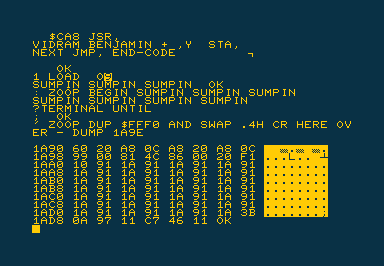 $CA8 JSR,
VIDRAM BENJAMIN + ,Y  STA,
NEXT JMP, END-CODE          ¬
OK
1 LOAD  OK
SUMPIN SUMPIN SUMPIN  OK
: ZOOP BEGIN SUMPIN SUMPIN SUMPIN
SUMPIN SUMPIN SUMPIN SUMPIN
?TERMINAL UNTIL
;  OK
' ZOOP DUP $FFF0 AND SWAP .4H CR HERE OV
ER - DUMP 1A9E
1A90 60 20 A8 0C A8 20 A8 0C
1A98 99 00 81 4C 86 00 20 F1
1AA0 10 91 1A 91 1A 91 1A 91
1AA8 1A 91 1A 91 1A 91 1A 91
1AB0 1A 91 1A 91 1A 91 1A 91
1AB8 1A 91 1A 91 1A 91 1A 91
1AC0 1A 91 1A 91 1A 91 1A 91
1AC8 1A 91 1A 91 1A 91 1A 91
1AD0 1A 91 1A 91 1A 91 1A 3B
1AD8 0A 97 11 C7 46 11 OK